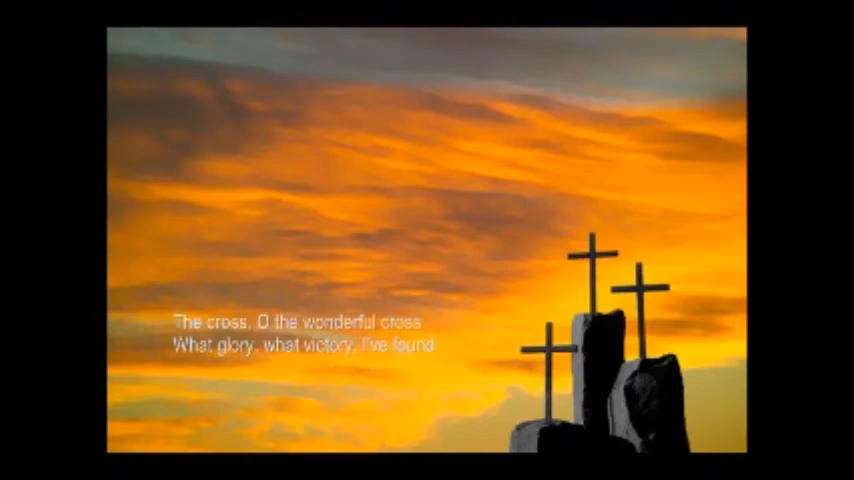 The cross, O the wonderful cross
What glory, what victory, I've found